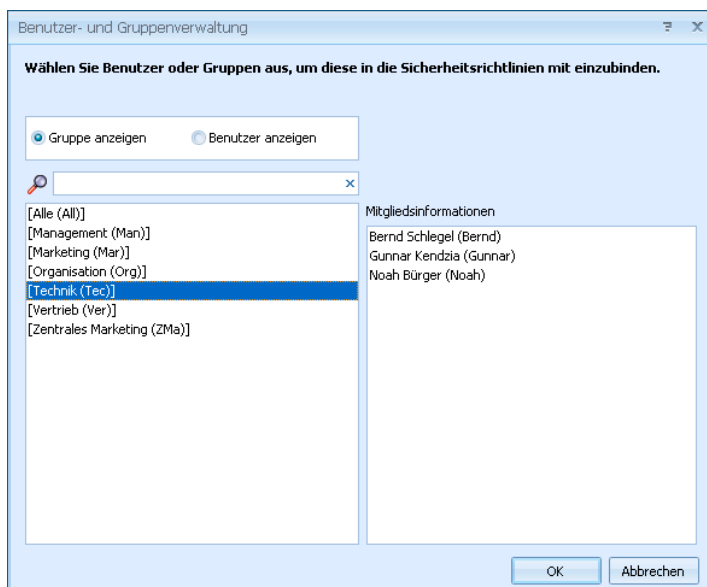 Benutzer- und Gruppenverwaltung
Wählen Sie Benutzer oder Gruppen aus, um diese in die Sicherheitsrichtlinien mit einzubinden.
Gruppe anzeigen
Benutzer anzeigen
[Alle (All)]
[Management (Man)]
[Marketing (Mar)]
[Organisation (Org)]
[Technik (Tec)]
[Vertrieb (Ver)]
[Zentrales Marketing (ZMa)]
Mitgliedsinformationen
Bernd Schlegel (Bernd)
Gunnar Kendzia (Gunnar)
Noah Bürger (Noah)
OK
Abbrechen